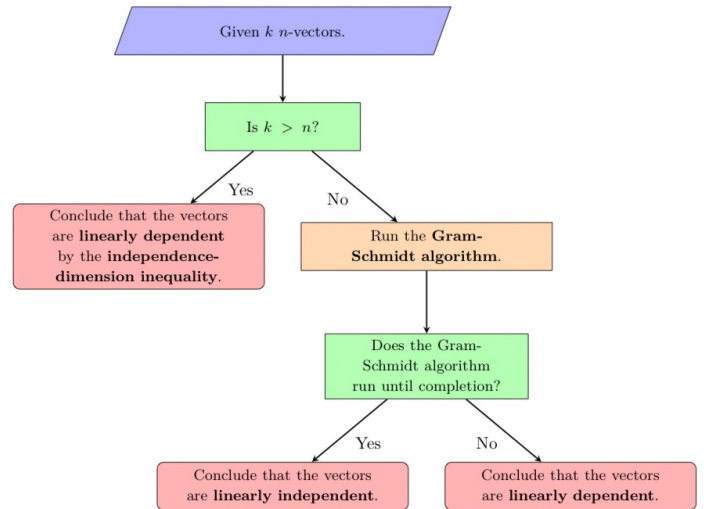 Given k n-vectors.
Is k > n?
Yes
No
Conclude that the vectors
are linearly dependent
by the independence-
dimension inequality.
Run the Gram-
Schmidt algorithm.
Does the Gram-
Schmidt algorithm
run until completion?
Yes
No
Conclude that the vectors
are linearly independent.
Conclude that the vectors
are linearly dependent.